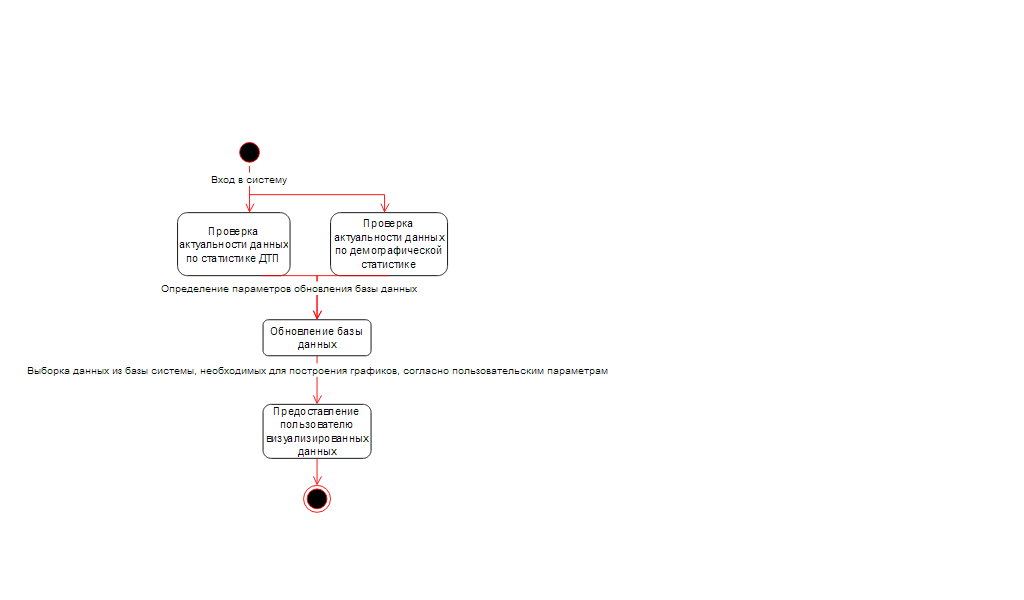 Вход в систему
Проверка
актуальности данных
по статистике ДТП
Проверка
актуальности данных
по демографической
статистике
Определение параметров обновления базы данных
Обновление базы
данных
Выборка данных из базы системы, необходимых для построения графиков, согласно пользовательским параметрам
Предоставление
пользователю
визуализированных
данных